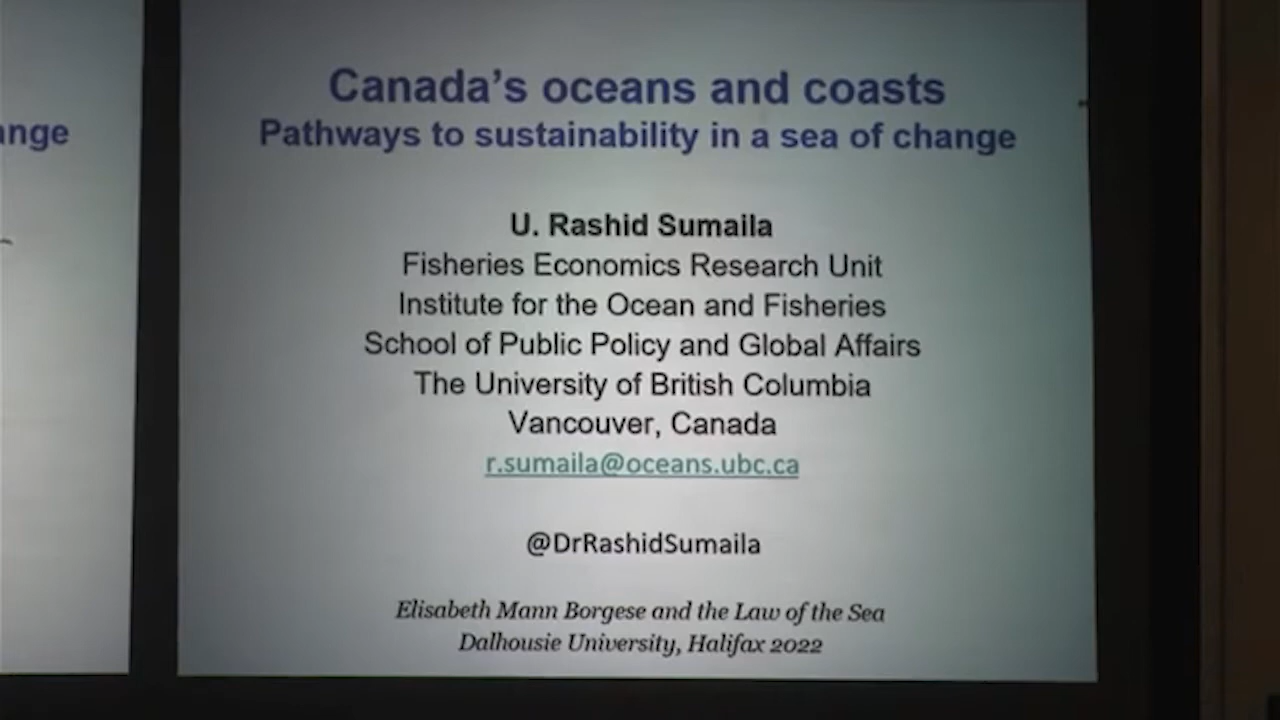 ange
Canada's oceans and coasts
Pathways to sustainability in a sea of change
U. Rashid Sumaila
Fisheries Economics Research Unit
Institute for the Ocean and Fisheries
School of Public Policy and Global Affairs
The University of British Columbia
Vancouver, Canada
r.sumaila@oceans.ubc.ca
@DrRashidSumaila
Elisabeth Mann Borgese and the Law of the Sea
Dalhousie University, Halifax 2022